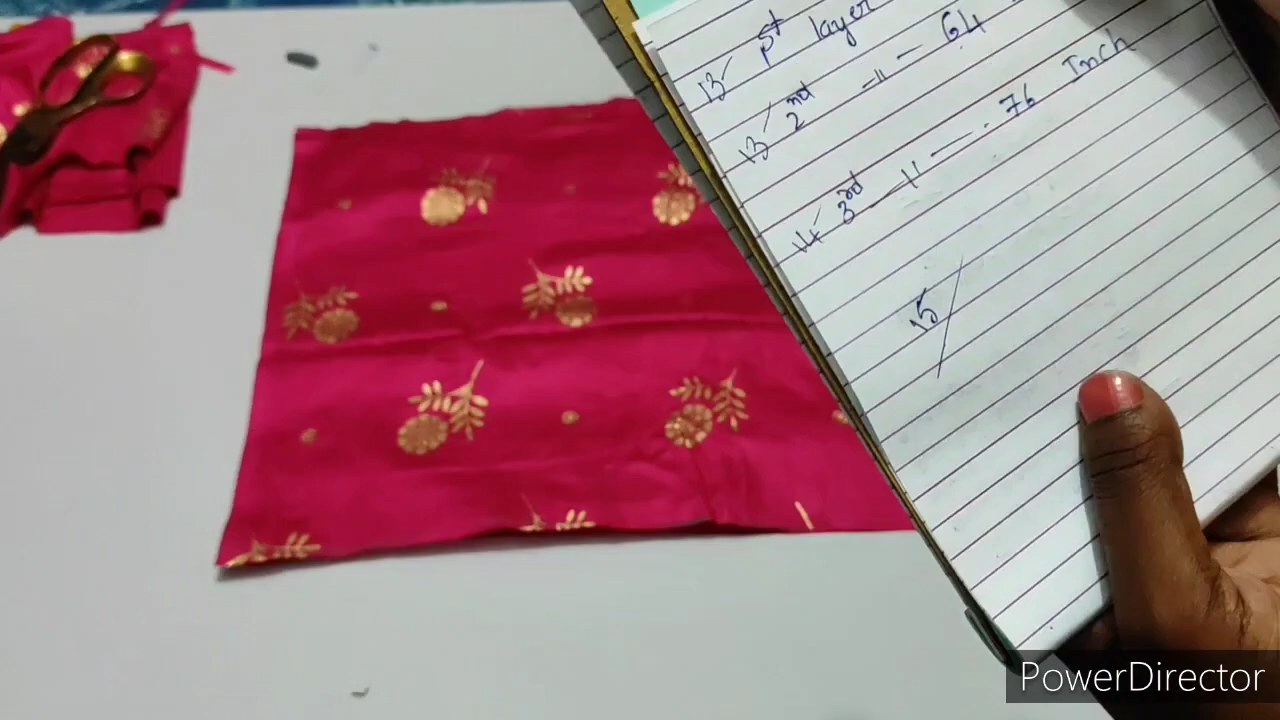 13 1st layer
13 2nd -11- 64
14 3rd -11- . 76 Inch
15
PowerDirector